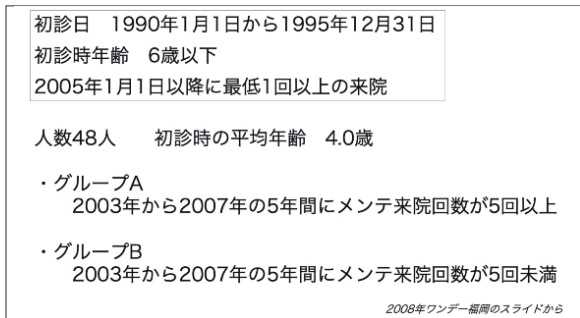 初診日　1990年1月1日から1995年12月31日
初診時年齢　6歳以下
2005年1月1日以降に最低1回以上の来院
人数48人　　初診時の平均年齢　4.0歳
・グループA
2003年から2007年の5年間にメンテ来院回数が5回以上
・グループB
2003年から2007年の5年間にメンテ来院回数が5回未満
2008年ワンデー福岡のスライドから